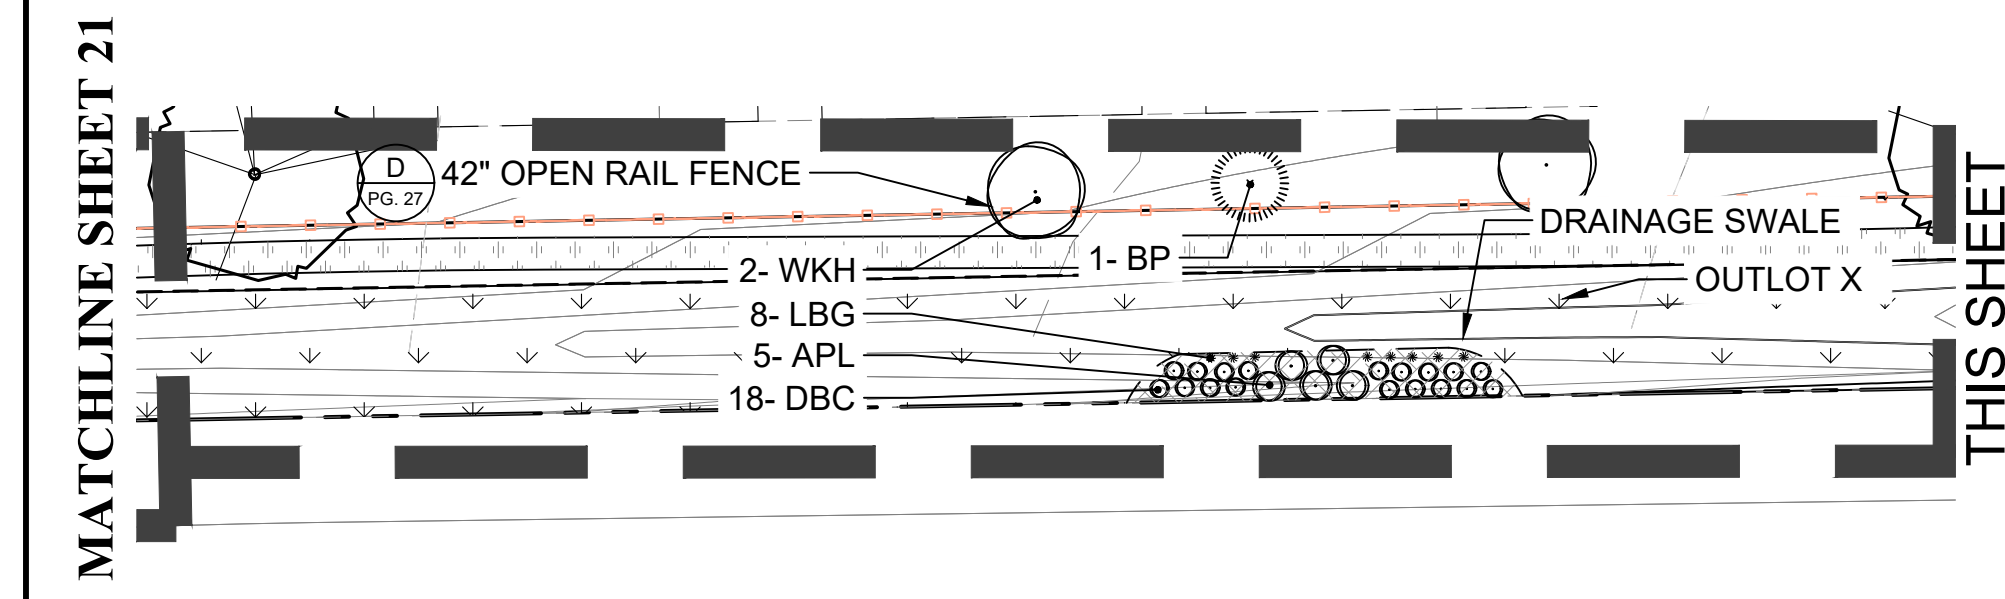 MATCHLINE SHEET 21
D
PG. 27
42" OPEN RAIL FENCE
DRAINAGE SWALE
1- BP
2- WKH
OUTLOT X
8- LBG
5- APL
18- DBC
THIS SHEET